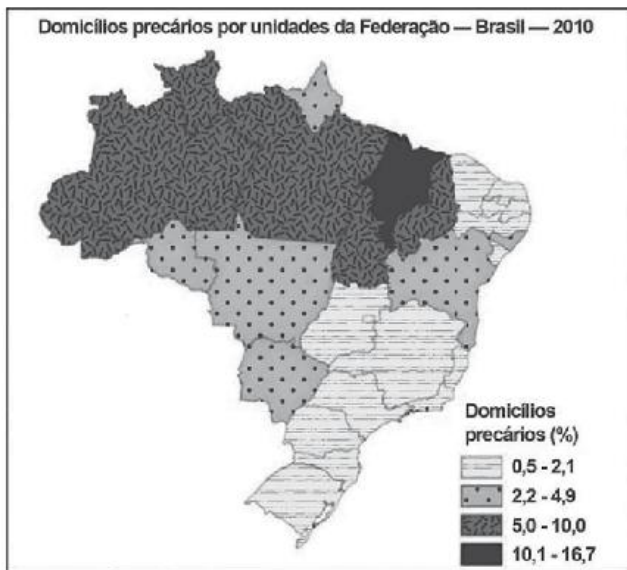 Domicílios precários por unidades da Federação — Brasil — 2010
Domicílios
precários (%)
0,5 - 2,1
2,2 - 4,9
5,0 - 10,0
10,1 - 16,7